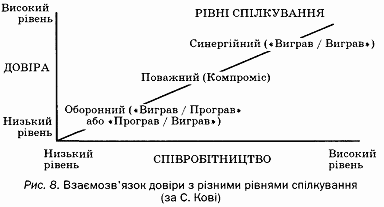 Високий
рівень
РІВНІ СПІЛКУВАННЯ
Синергійний («Виграв / Виграв»)
ДОВІРА
Поважний (Компроміс)
Оборонний («Виграв / Програв»
або «Програв / Виграв»)
Низький
рівень
Низький
рівень
СПІВРОБІТНИЦТВО
Високий
рівень
Рис. 8. Взаємозв’язок довіри з різними рівнями спілкування
(за С. Кові)